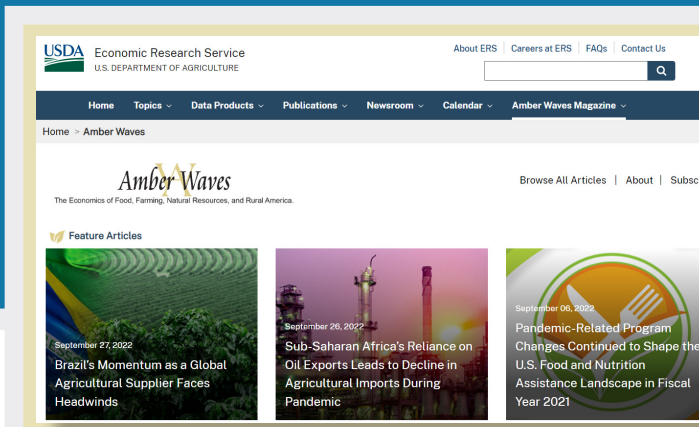 USDA Economic Research Service
U.S. DEPARTMENT OF AGRICULTURE
About ERS Careers at ERS FAQs Contact Us
Home Topics Data Products Publications Newsroom Calendar Amber Waves Magazine
Home > Amber Waves
Amber Waves
The Economics of Food, Farming, Natural Resources, and Rural America.
Browse All Articles | About | Subsc
Feature Articles
September 27, 2022
Brazil's Momentum as a Global
Agricultural Supplier Faces
Headwinds
September 26, 2022
Sub-Saharan Africa's Reliance on
Oil Exports Leads to Decline in
Agricultural Imports During
Pandemic
September 06, 2022
Pandemic-Related Program
Changes Continued to Shape the
U.S. Food and Nutrition
Assistance Landscape in Fiscal
Year 2021